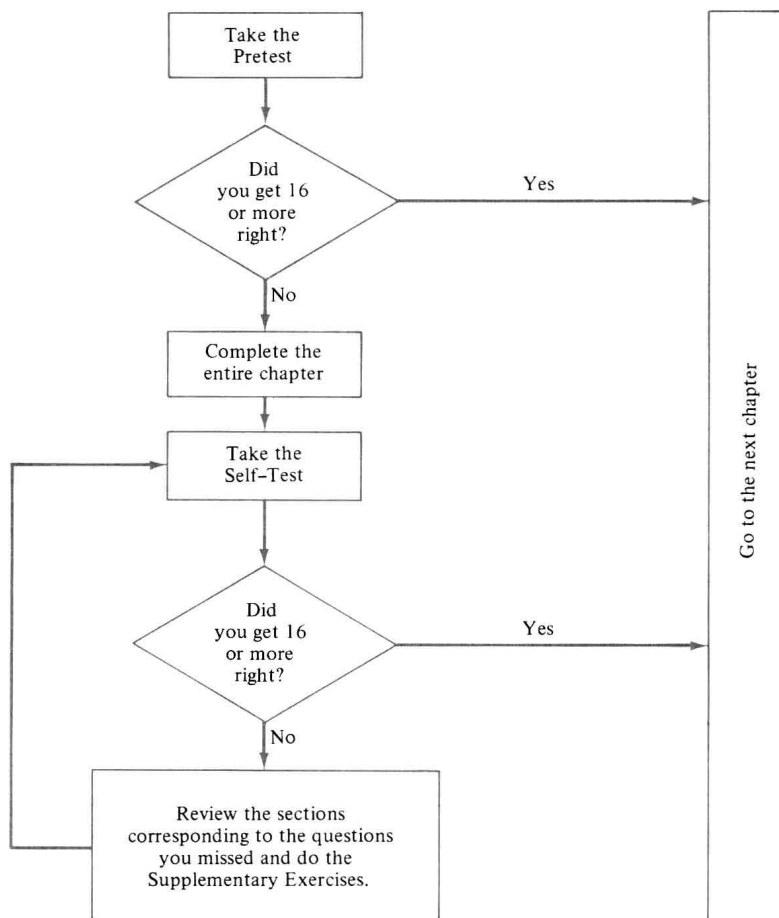 Take the
Pretest
Did
you get 16
or more
right?
Yes
No
Complete the
entire chapter
Take the
Self–Test
Did
you get 16
or more
right?
Yes
No
Review the sections
corresponding to the questions
you missed and do the
Supplementary Exercises.
Go to the next chapter